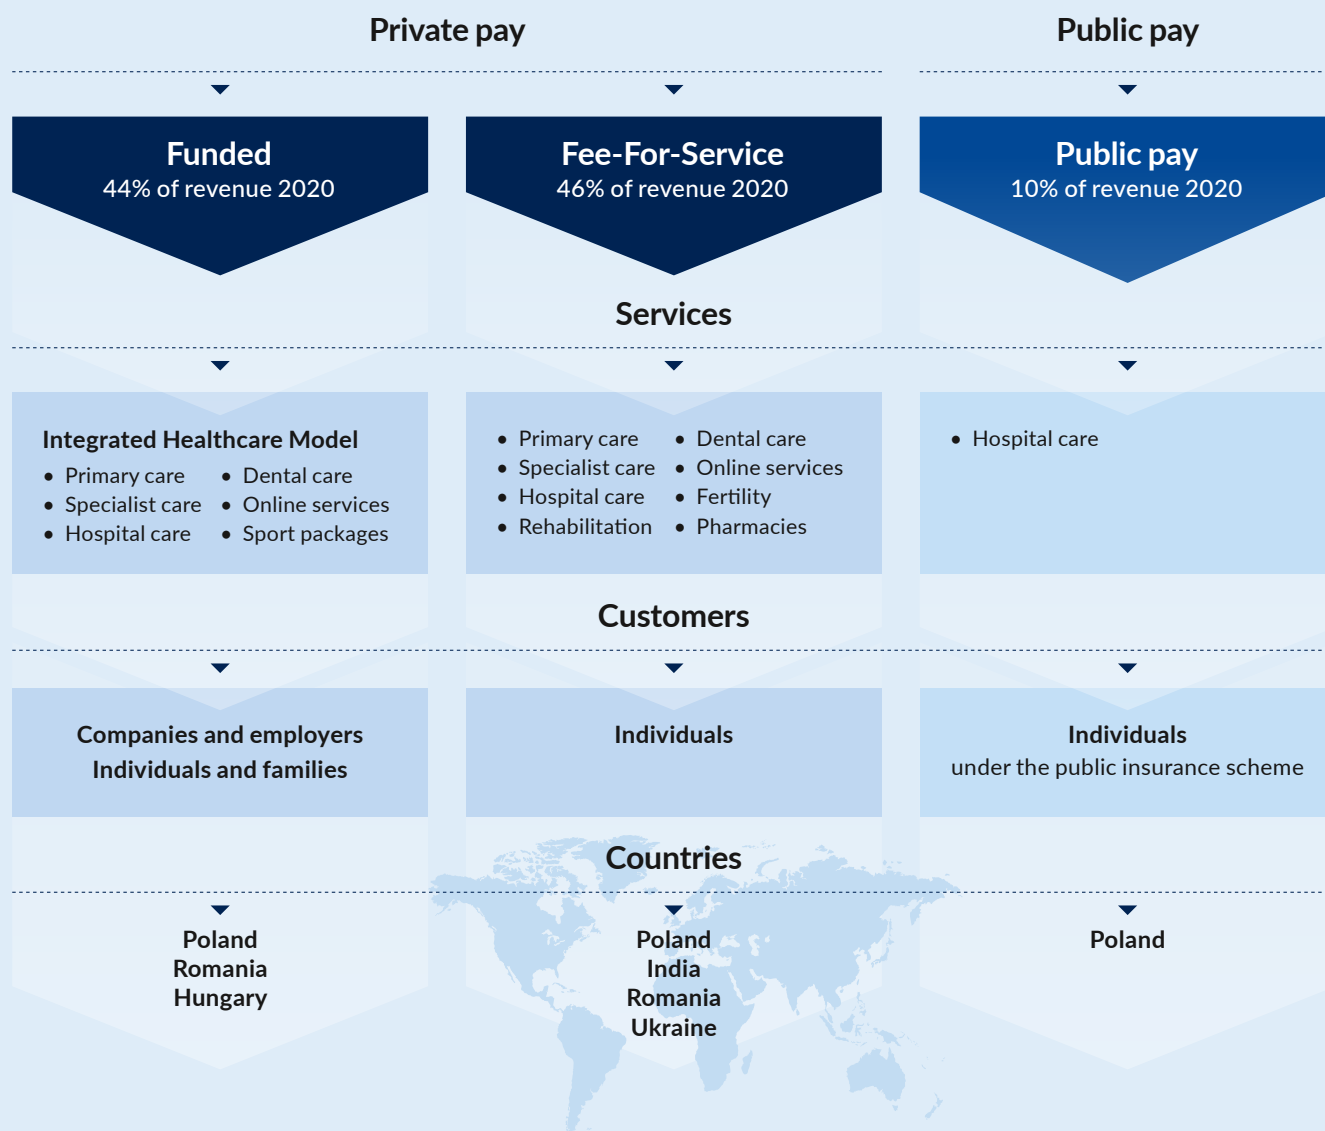 Private pay
Public pay
Funded
44% of revenue 2020
Fee-For-Service
46% of revenue 2020
Public pay
10% of revenue 2020
Services
Integrated Healthcare Model
• Primary care
• Specialist care
• Hospital care
• Dental care
• Online services
• Sport packages
• Primary care
• Specialist care
• Hospital care
• Rehabilitation
• Dental care
• Online services
• Fertility
• Pharmacies
• Hospital care
Customers
Companies and employers
Individuals and families
Individuals
Individuals
under the public insurance scheme
Countries
Poland
Romania
Hungary
Poland
India
Romania
Ukraine
Poland